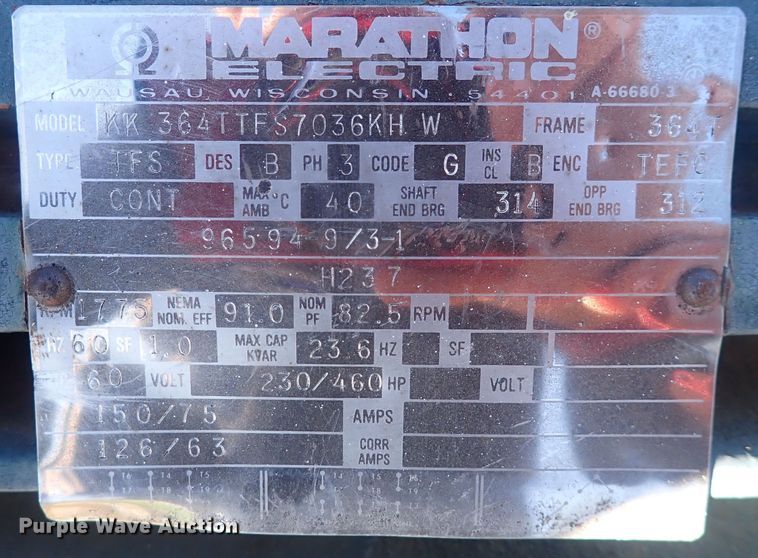 MARATHON ®
ELECTRIC
WAUSAU, WISCONSIN 54401 A-66680-3
MODEL KK 364TTFS7036KH W FRAME 364T
TYPE TFS DES B PH 3 CODE G INS CL B ENC TEFC
DUTY CONT MAX AMB °C 40 SHAFT END BRG 314 OPP END BRG 312
96594 9/3-1
H237
RPM 1775 NEMA NOM. EFF 91.0 NOM PF 82.5 RPM
HZ 60 SF 1.0 MAX CAP KVAR 23.6 HZ SF
60 VOLT 230/460 HP VOLT
150/75 AMPS
126/63 CORR AMPS
Purple Wave Auction